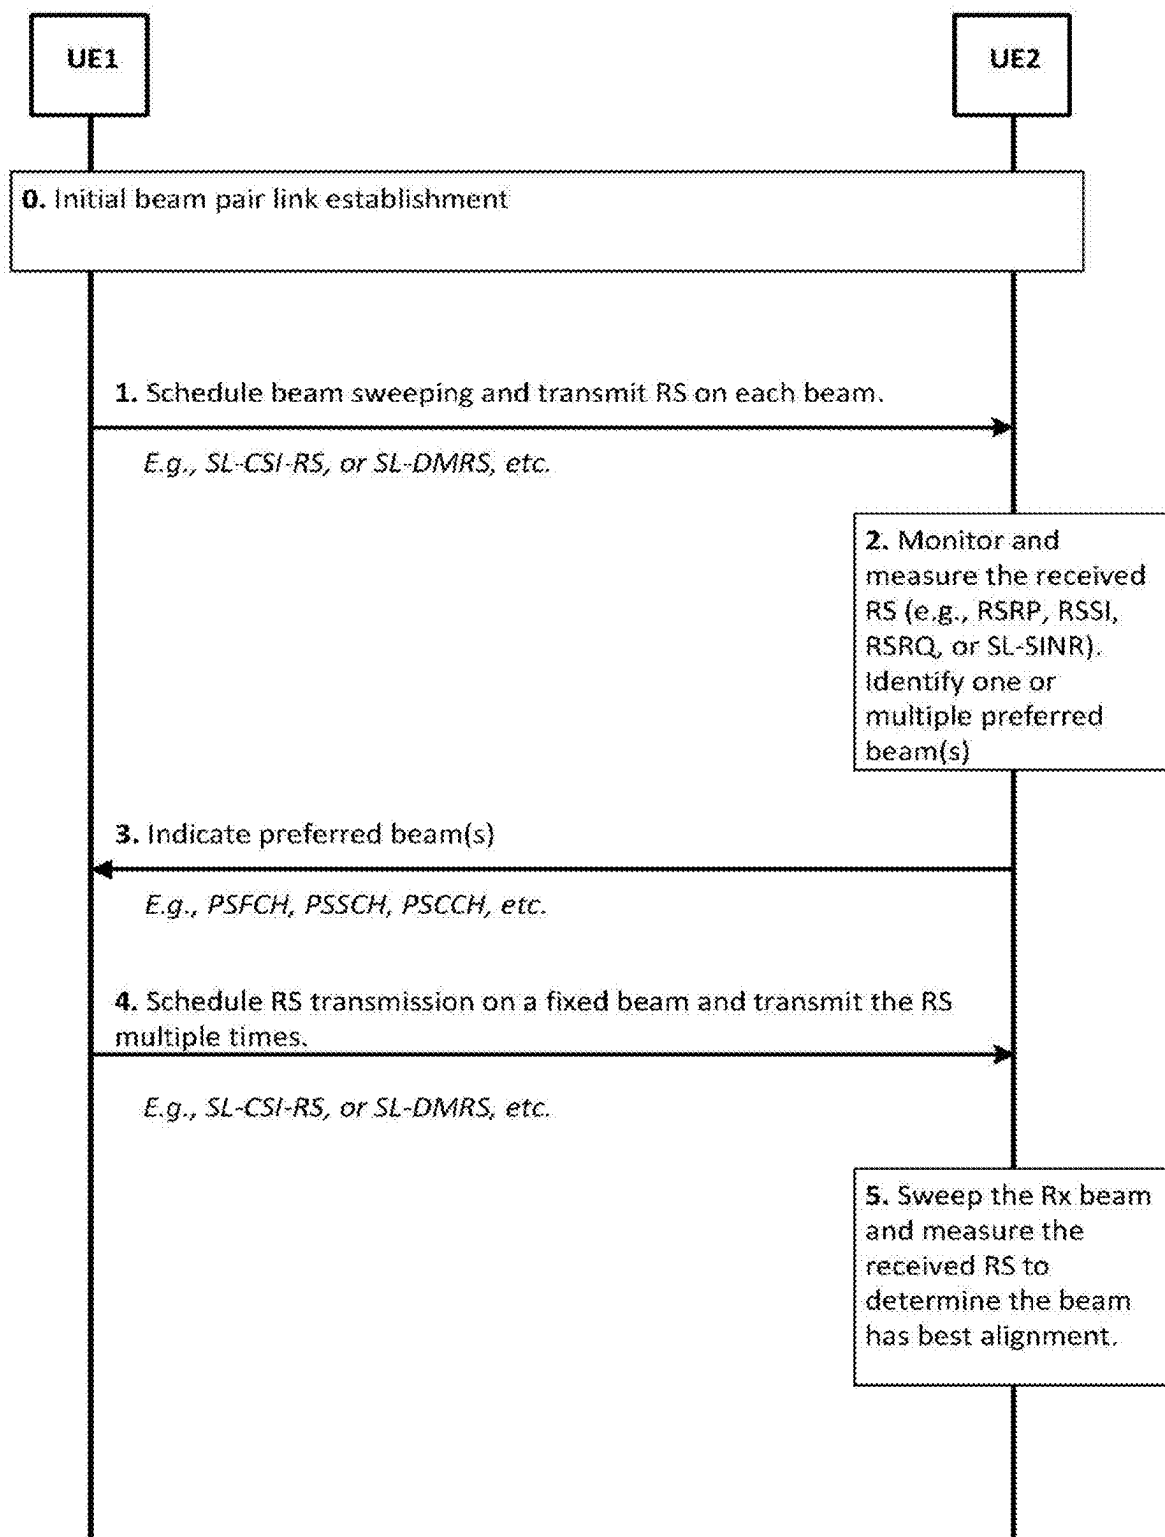 UE1
UE2
0. Initial beam pair link establishment
1. Schedule beam sweeping and transmit RS on each beam.
E.g., SL-CSI-RS, or SL-DMRS, etc.
2. Monitor and
measure the received
RS (e.g., RSRP, RSSI,
RSRQ, or SL-SINR).
Identify one or
multiple preferred
beam(s)
3. Indicate preferred beam(s)
E.g., PSFCH, PSSCH, PSCCH, etc.
4. Schedule RS transmission on a fixed beam and transmit the RS
multiple times.
E.g., SL-CSI-RS, or SL-DMRS, etc.
5. Sweep the Rx beam
and measure the
received RS to
determine the beam
has best alignment.